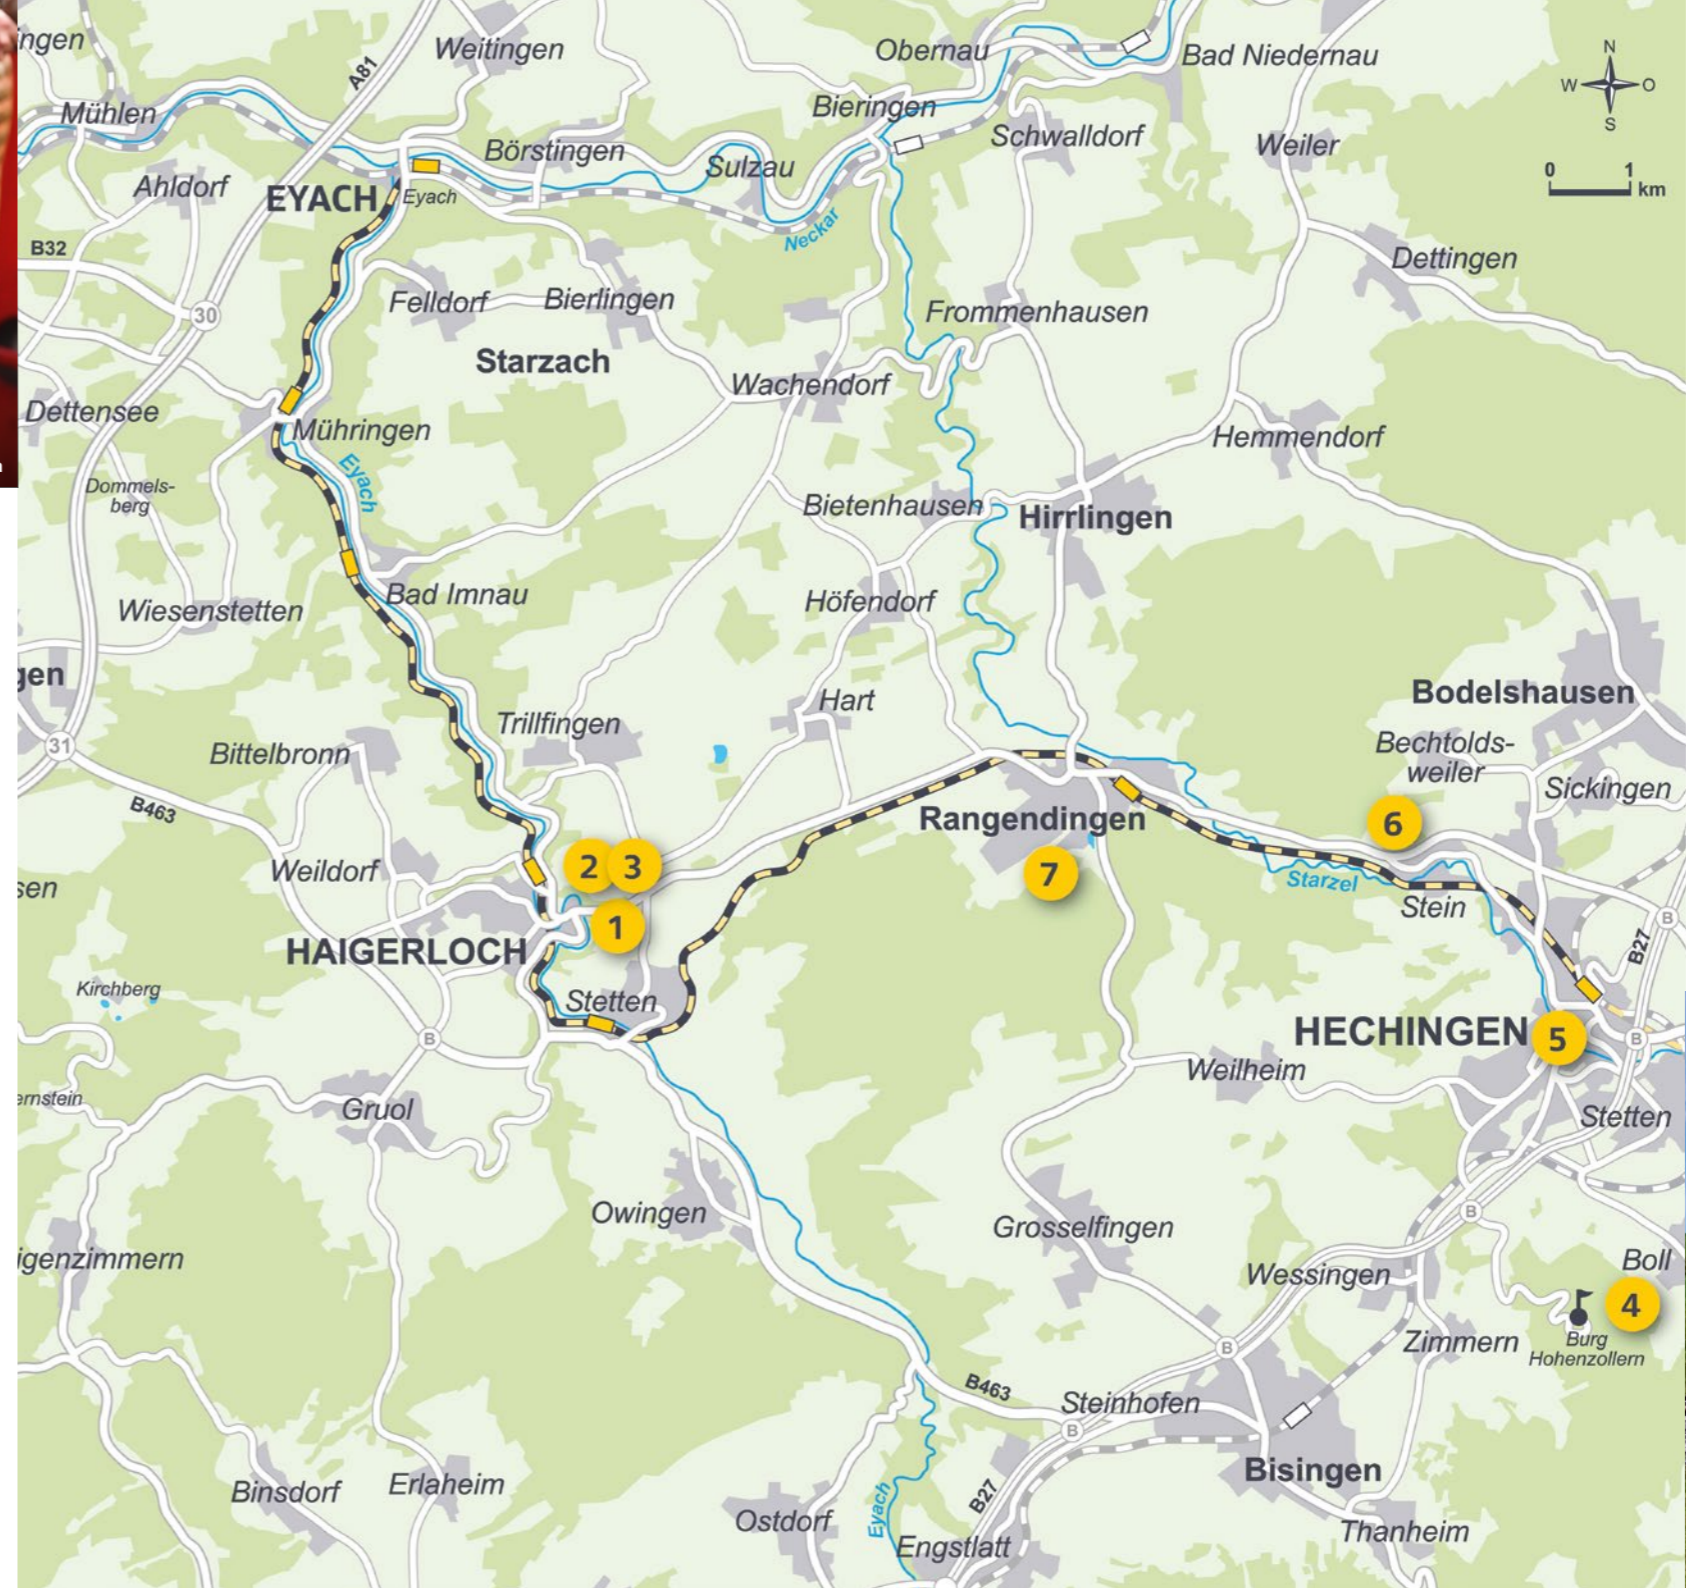 ingen
Weitingen
Obernau
Bad Niedernau
N
W
O
S
A81
Mühlen
Bieringen
Schwalldorf
Weiler
Börstingen
Sulzau
0
1
km
Ahldorf
EYACH
Eyach
Neckar
B32
Dettingen
30
Felldorf
Bierlingen
Frommenhausen
Starzach
Wachendorf
Dettensee
Mühringen
Hemmendorf
Eyach
Dommels-
berg
Bietenhausen
Hirrlingen
Wiesenstetten
Bad Imnau
Höfendorf
gen
Bodelshausen
Hart
Trillfingen
31
Bittelbronn
Bechtolds-
weiler
Sickingen
B463
Rangendingen
6
Weildorf
2
3
7
Starzel
sen
Stein
1
B
B27
HAIGERLOCH
Kirchberg
Stetten
HECHINGEN
5
B
B
Weilheim
ernstein
Gruol
Stetten
Owingen
B
Grosselfingen
igenzimmern
Wessingen
Boll
4
Zimmern
Burg
Hohenzollern
B
B463
Steinhofen
B
Bisingen
Binsdorf
Erlaheim
B27
Ostdorf
Eyach
Engstlatt
Thanheim